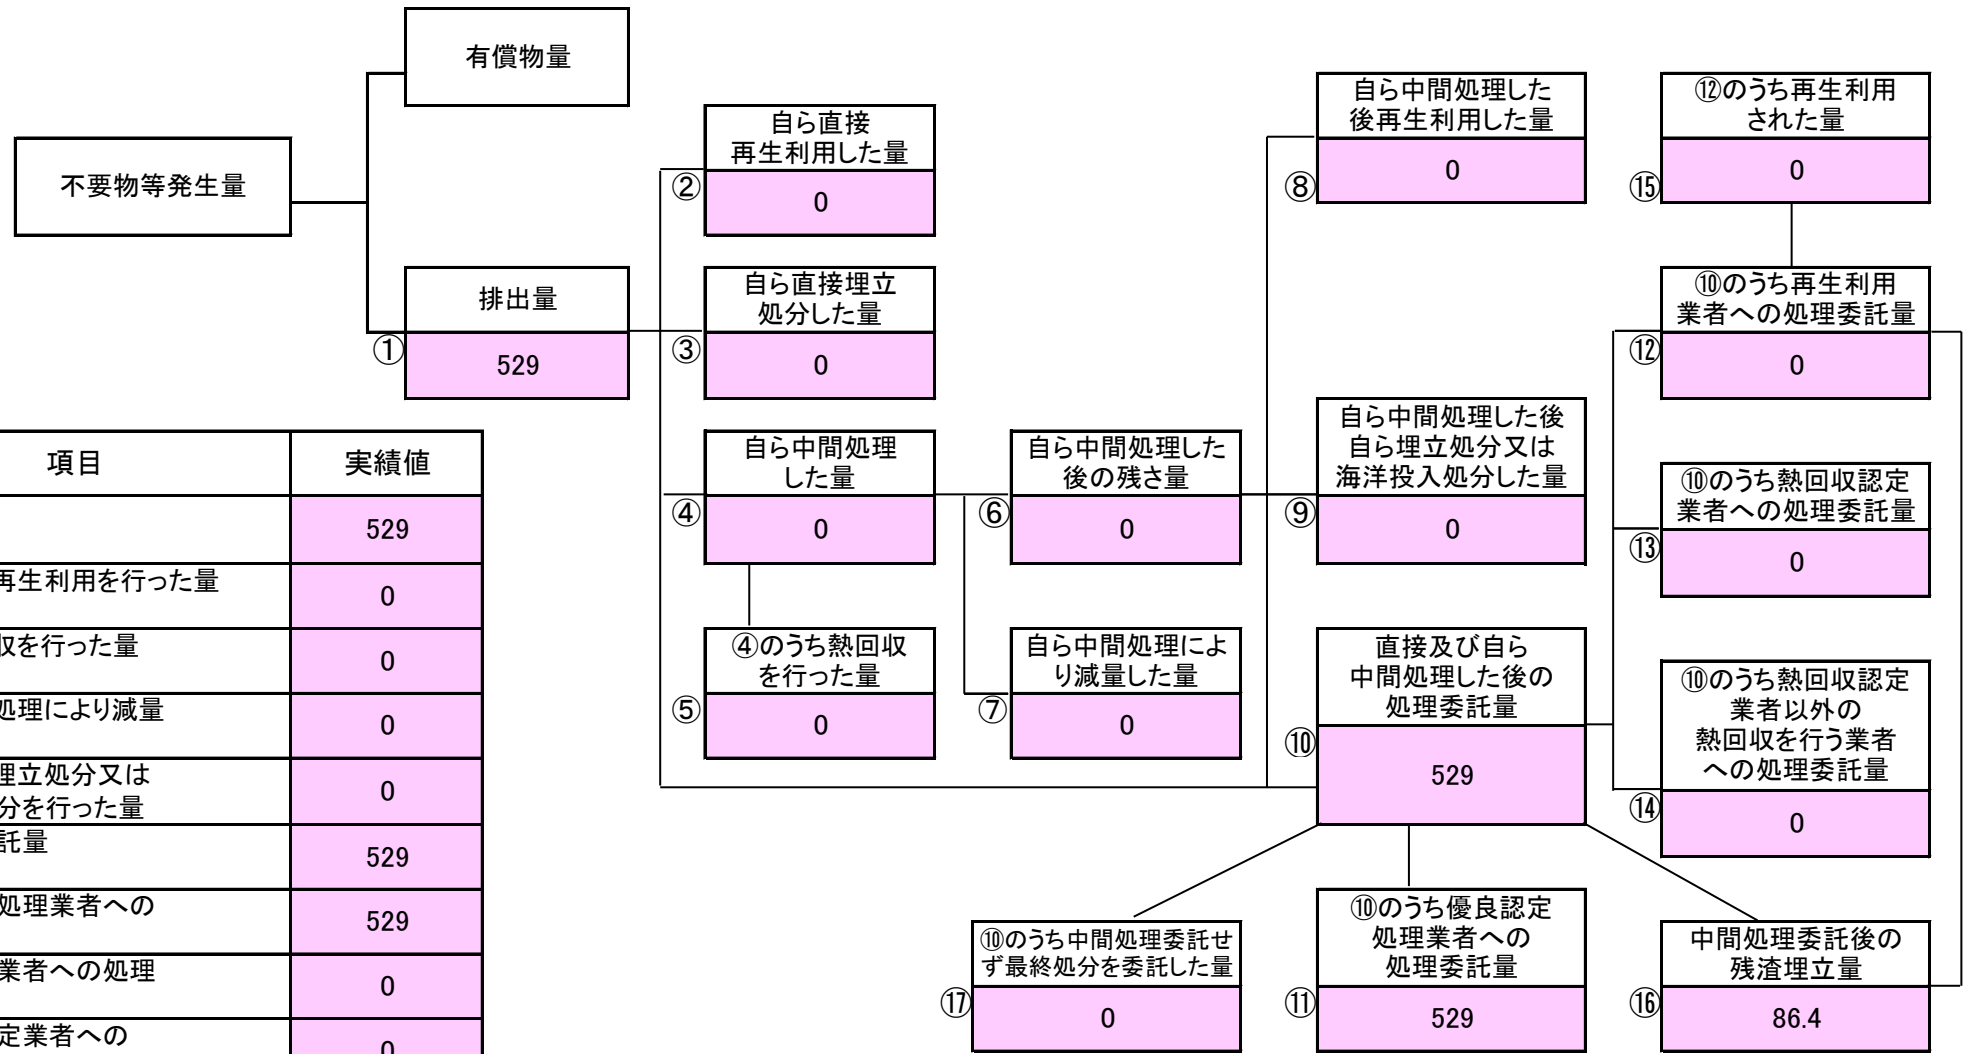 有償物量
不要物等発生量
排出量
①
529
自ら直接
再生利用した量
②
0
自ら直接埋立
処分した量
③
0
自ら中間処理
した量
④
0
④のうち熱回収
を行った量
⑤
0
自ら中間処理した
後の残さ量
⑥
0
自ら中間処理によ
り減量した量
⑦
0
自ら中間処理した
後再生利用した量
⑧
0
自ら中間処理した後
自ら埋立処分又は
海洋投入処分した量
⑨
0
直接及び自ら
中間処理した後の
処理委託量
⑩
529
⑫のうち再生利用
された量
⑮
0
⑩のうち再生利用
業者への処理委託量
⑫
0
⑩のうち熱回収認定
業者への処理委託量
⑬
0
⑩のうち熱回収認定
業者以外の
熱回収を行う業者
への処理委託量
⑭
0
⑩のうち中間処理委託せ
ず最終処分を委託した量
⑰
0
⑩のうち優良認定
処理業者への
処理委託量
⑪
529
中間処理委託後の
残渣埋立量
⑯
86.4
項目 実績値
529
再生利用を行った量
0
収を行った量
0
処理により減量
0
埋立処分又は
分を行った量
0
託量
529
処理業者への
529
業者への処理
0
定業者への
0